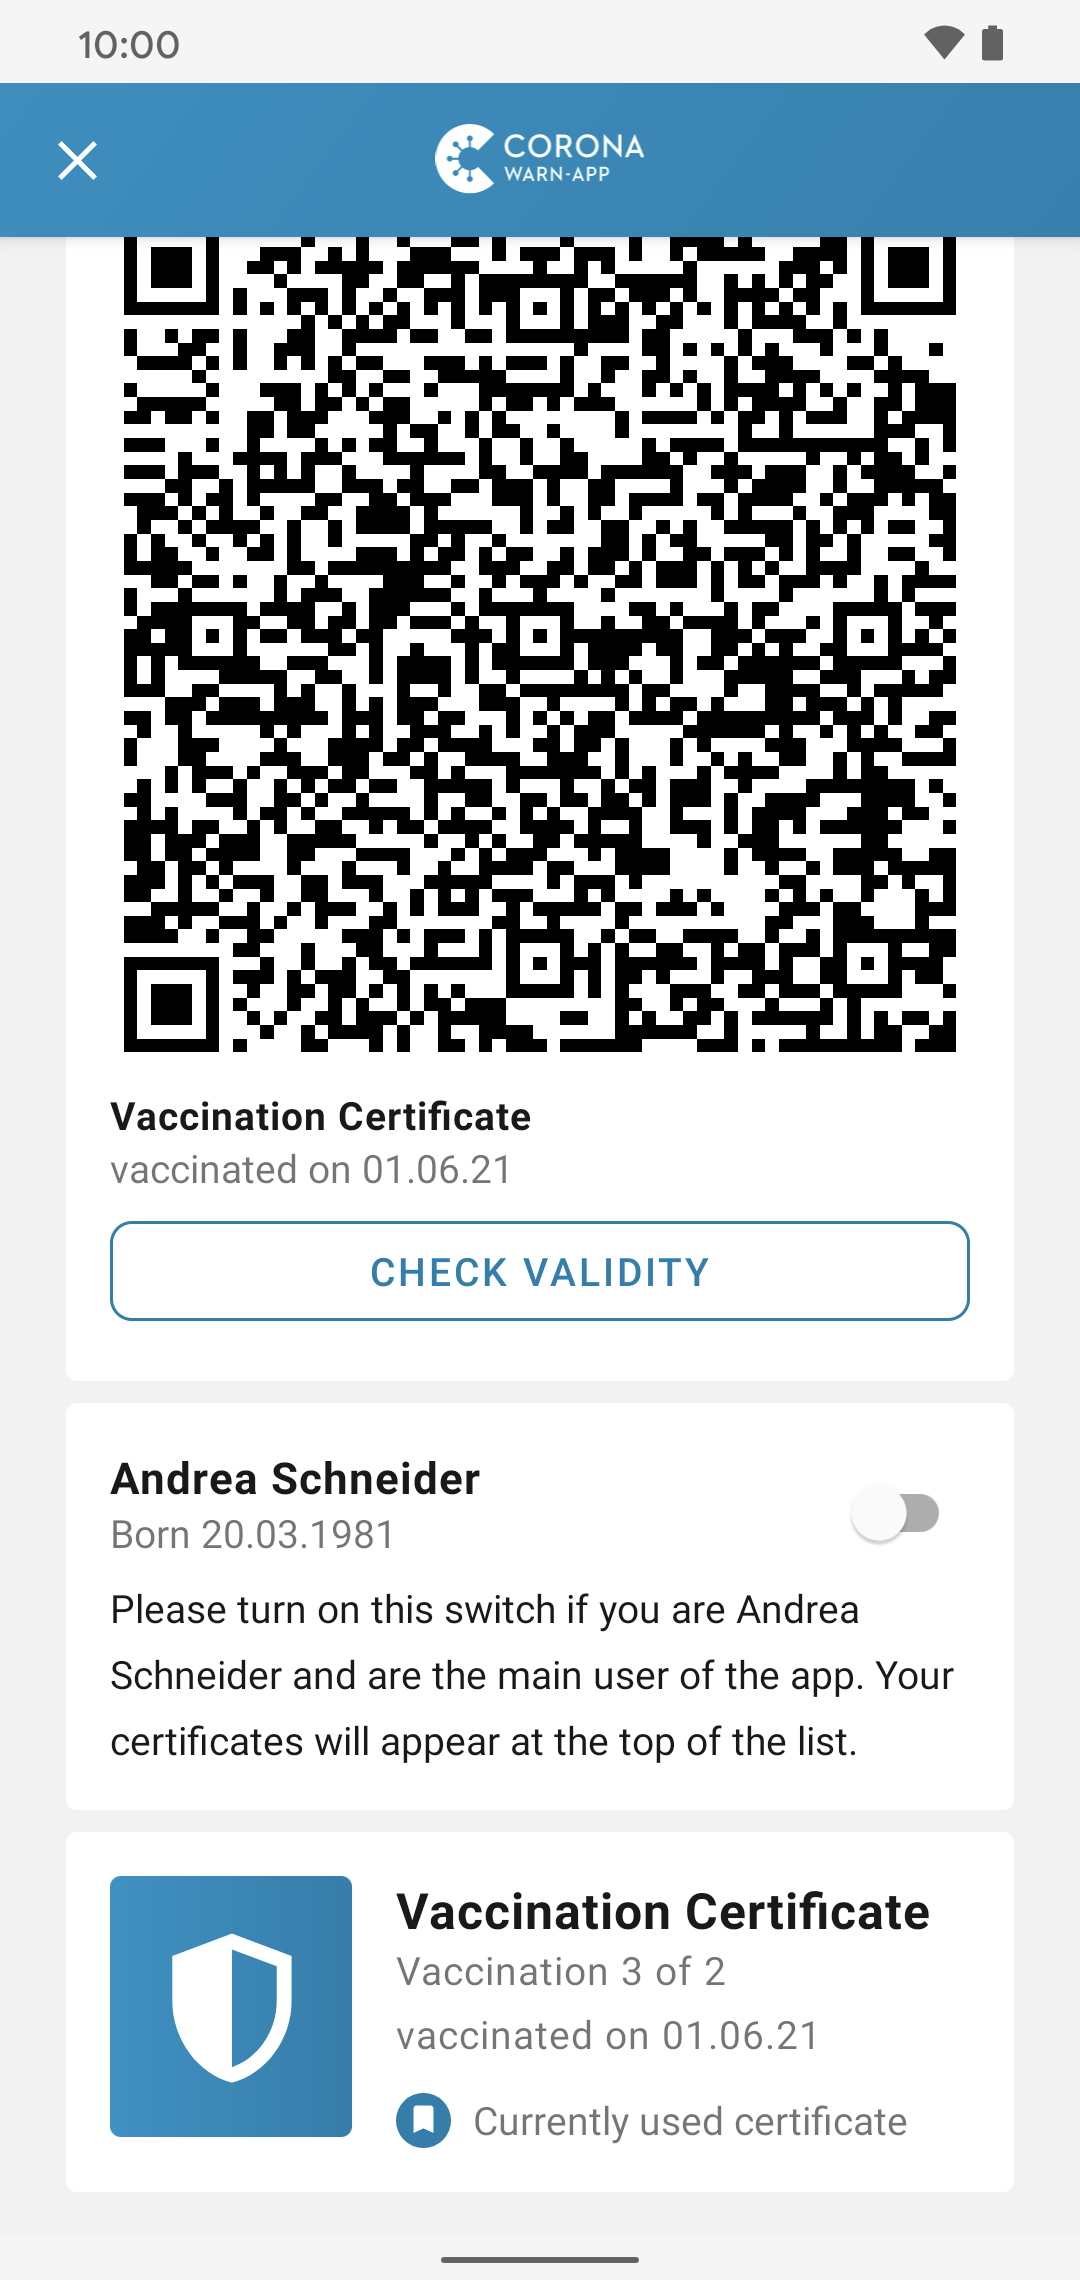 10:00
CORONA
WARN-APP
Vaccination Certificate
vaccinated on 01.06.21
CHECK VALIDITY
Andrea Schneider
Born 20.03.1981
Please turn on this switch if you are Andrea
Schneider and are the main user of the app. Your
certificates will appear at the top of the list.
Vaccination Certificate
Vaccination 3 of 2
vaccinated on 01.06.21
Currently used certificate